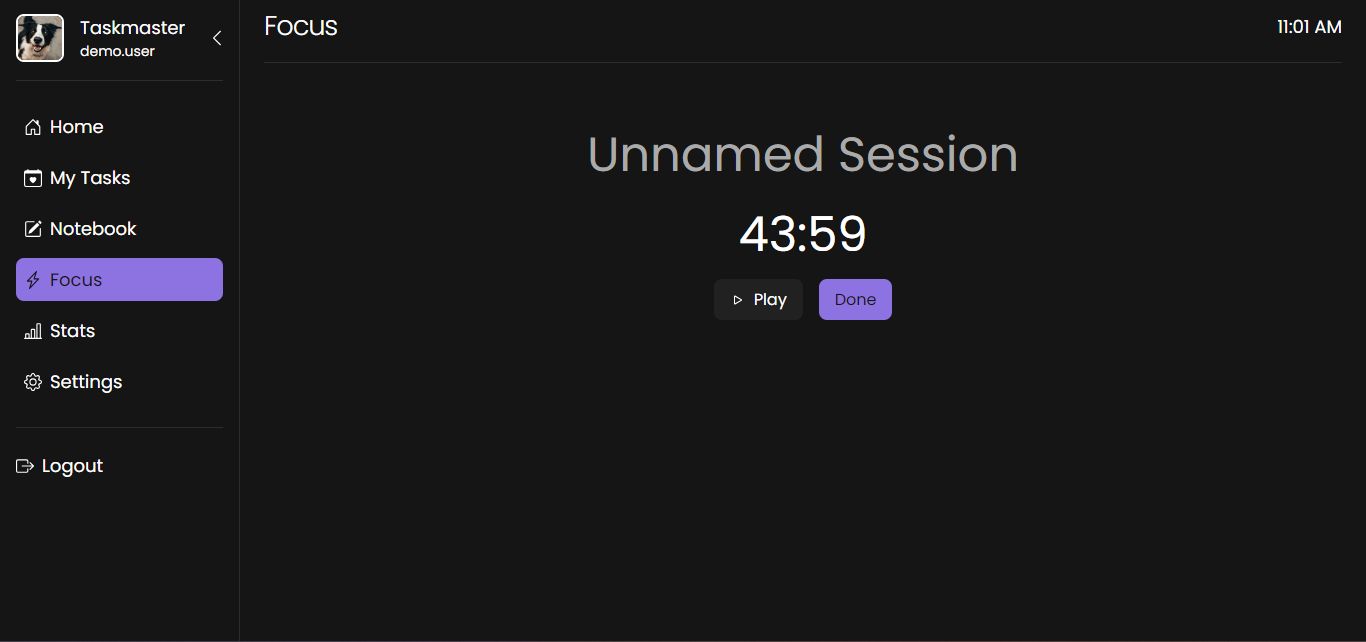 Taskmaster
demo.user
Home
My Tasks
Notebook
Focus
Stats
Settings
Logout
Focus
11:01 AM
Unnamed Session
43:59
Play
Done